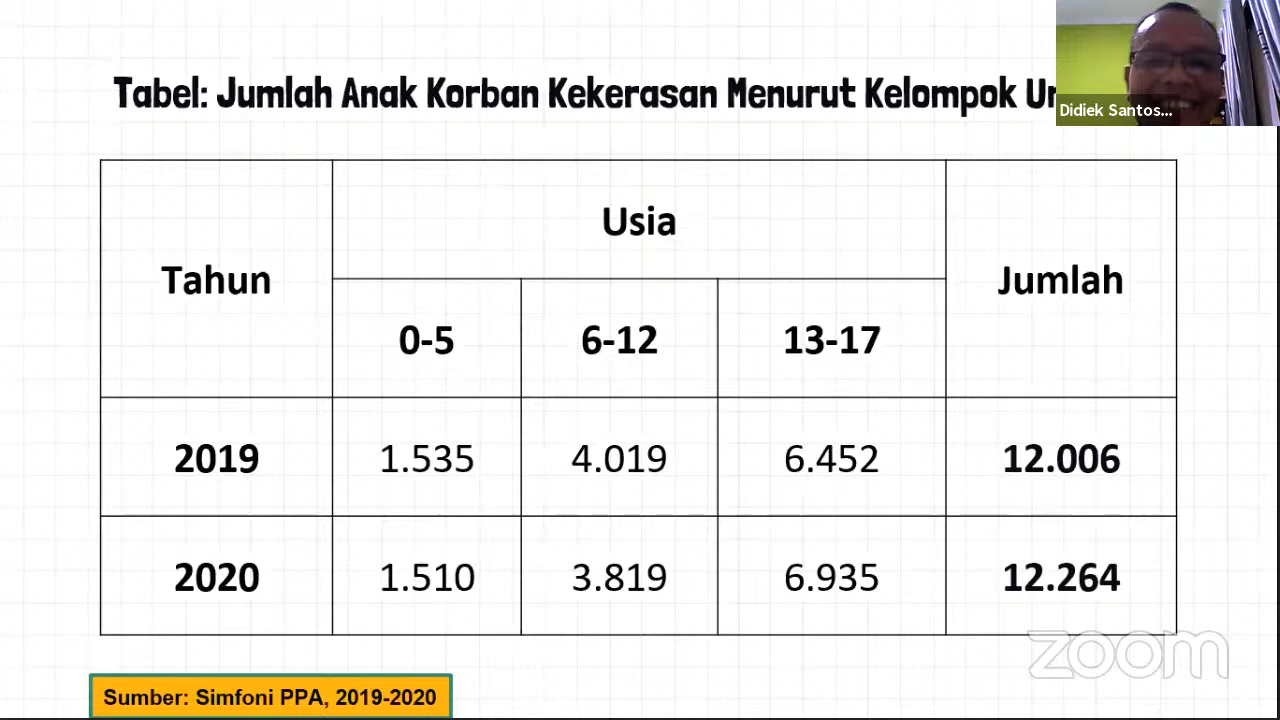 Tabel: Jumlah Anak Korban Kekerasan Menurut Kelompok
Didiek Santos...
Tahun
Usia
Jumlah
0-5 6-12 13-17
2019 1.535 4.019 6.452 12.006
2020 1.510 3.819 6.935 12.264
zoom
Sumber: Simfoni PPA, 2019-2020